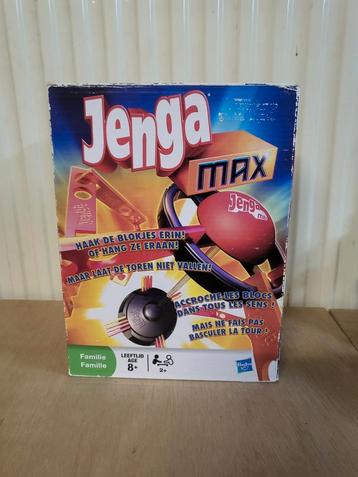 Jenga
MAX
Jenga
HAAK DE BLOKJES ERIN!
OF HANG ZE ERAAN!
MAAR LAAT DE TOREN NIET VALLEN!
ACCROCHE LES BLOCS
DANS TOUS LES SENS !
MAIS NE FAIS PAS
BASCULER LA TOUR !
Familie
Familie
LEEFTIJD
AGE
8+
2+
Hasbro